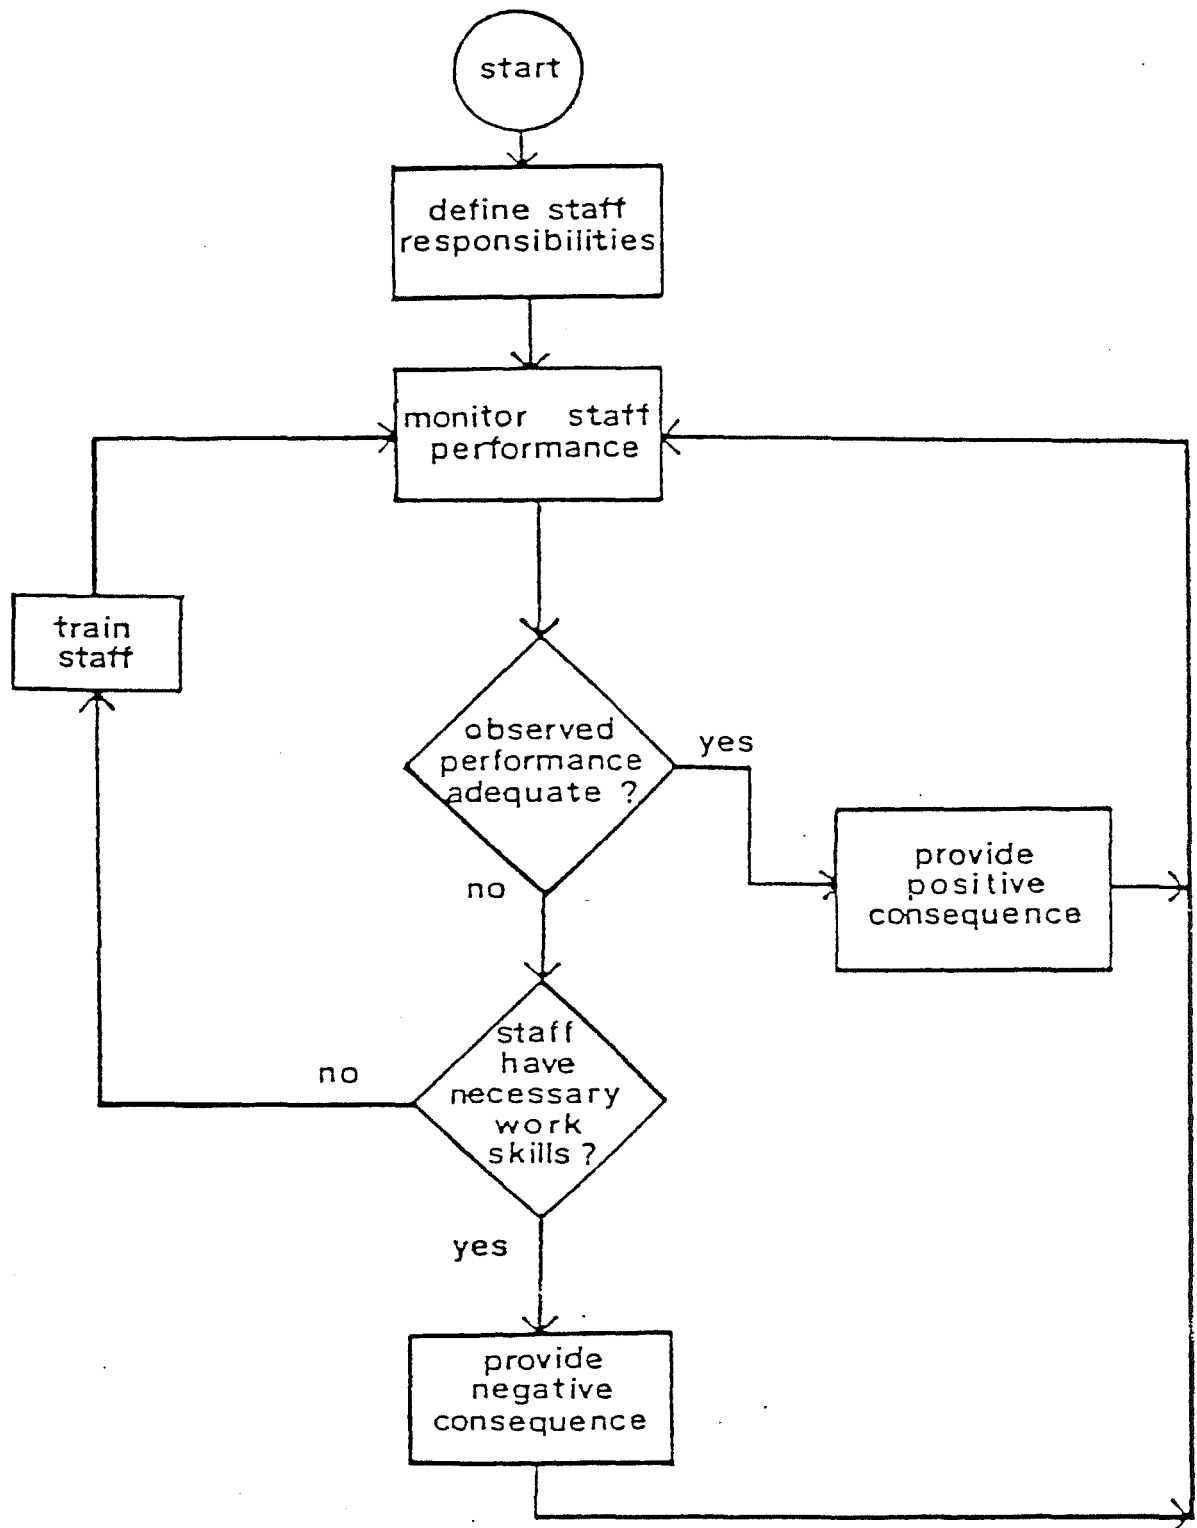 start
define staff
responsibilities
monitor staff
performance
train
staff
observed
performance
adequate ?
yes
provide
positive
consequence
no
staff
have
necessary
work
skills ?
no
yes
provide
negative
consequence